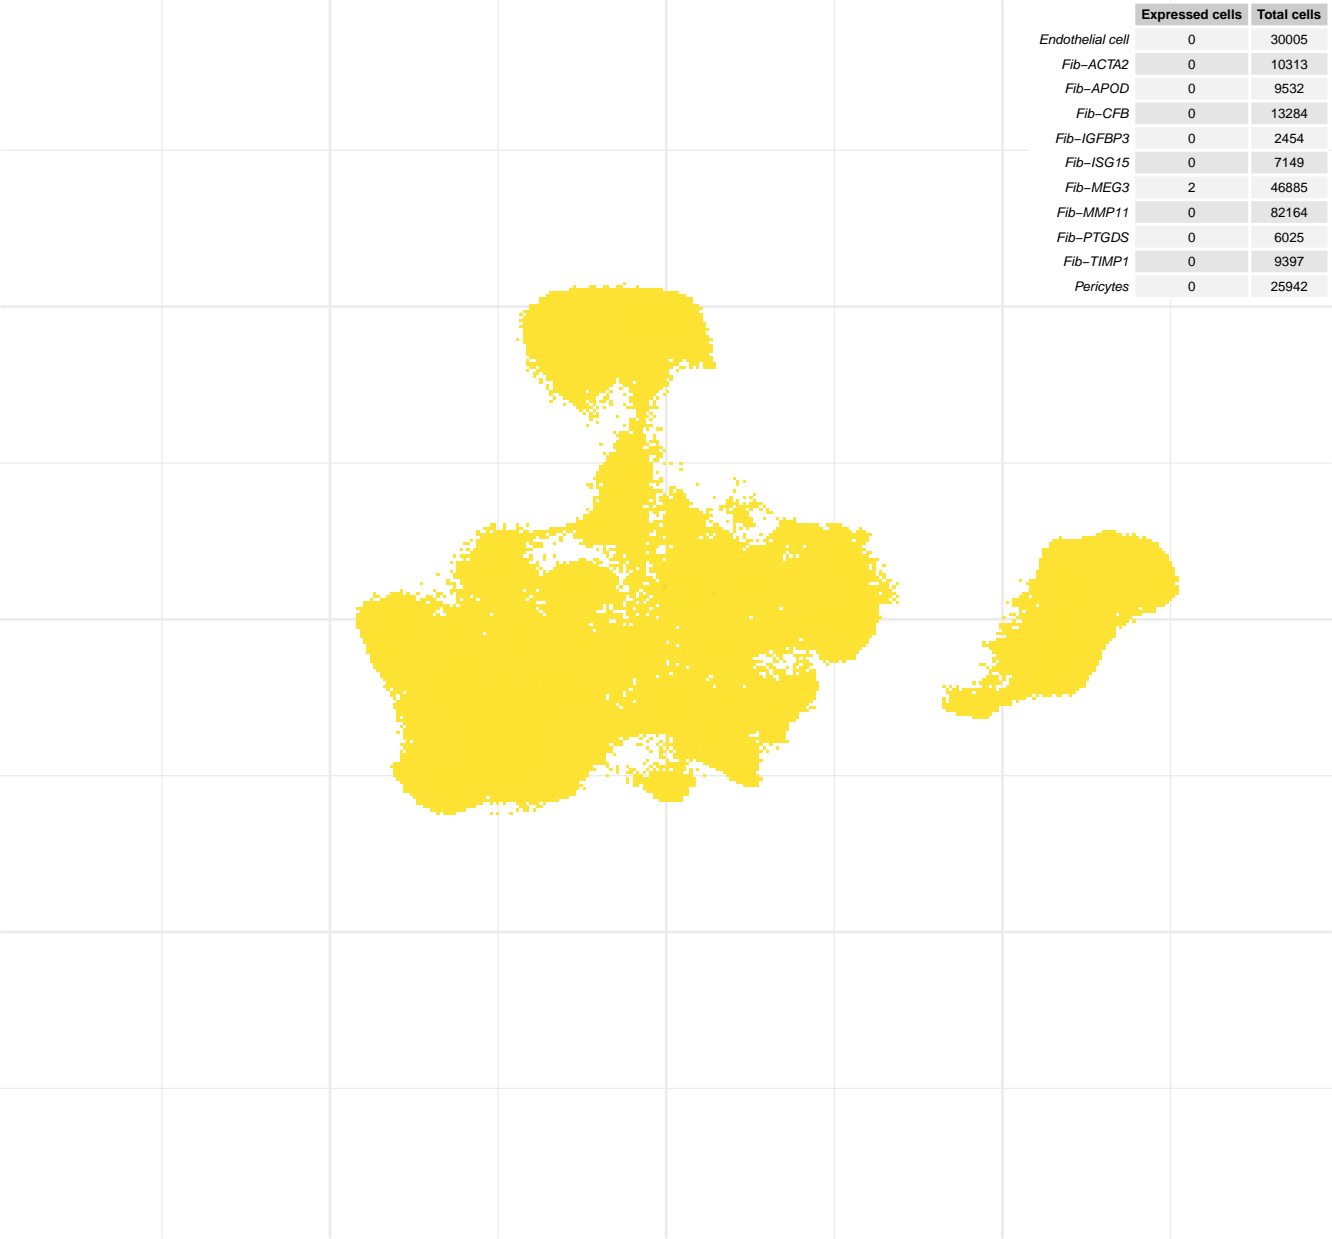 Expressed cells Total cells
Endothelial cell 0 30005
Fib−ACTA2 0 10313
Fib−APOD 0 9532
Fib−CFB 0 13284
Fib−IGFBP3 0 2454
Fib−ISG15 0 7149
Fib−MEG3 2 46885
Fib−MMP11 0 82164
Fib−PTGDS 0 6025
Fib−TIMP1 0 9397
Pericytes 0 25942